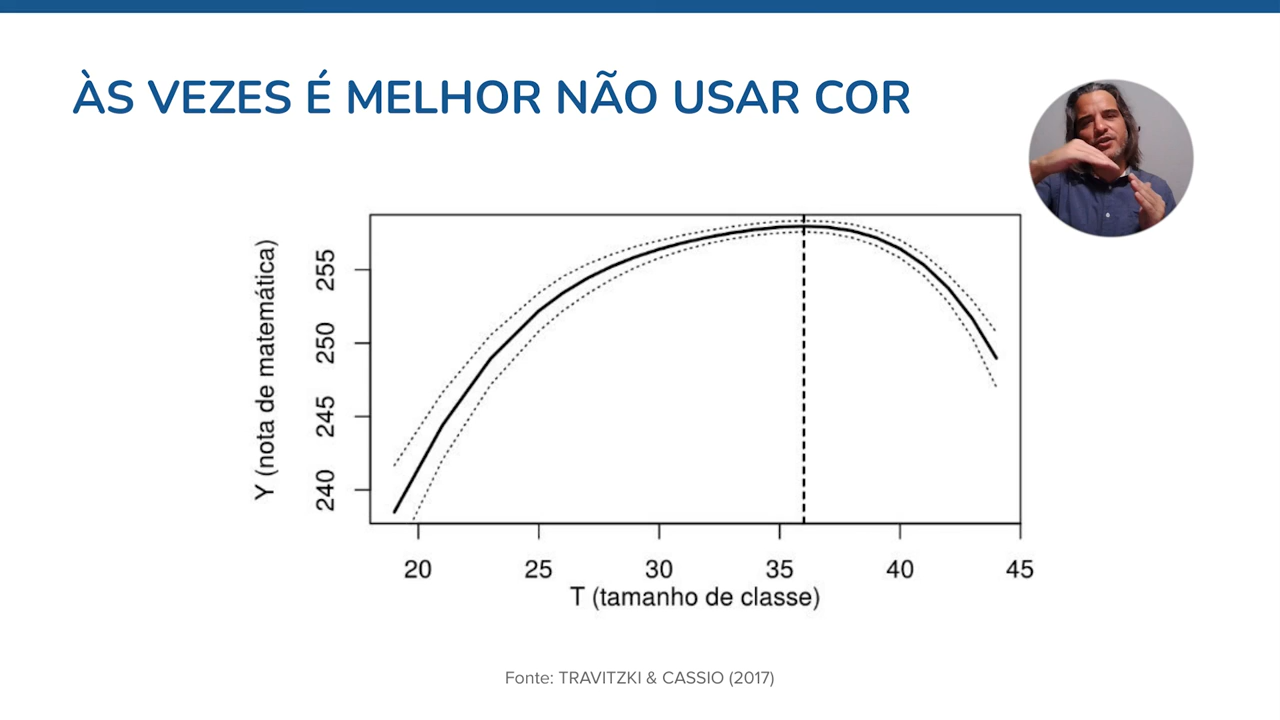 ÀS VEZES É MELHOR NÃO USAR COR
Y (nota de matemática)
255
250
245
240
20 25 30 35 40 45
T (tamanho de classe)
Fonte: TRAVITZKI & CASSIO (2017)